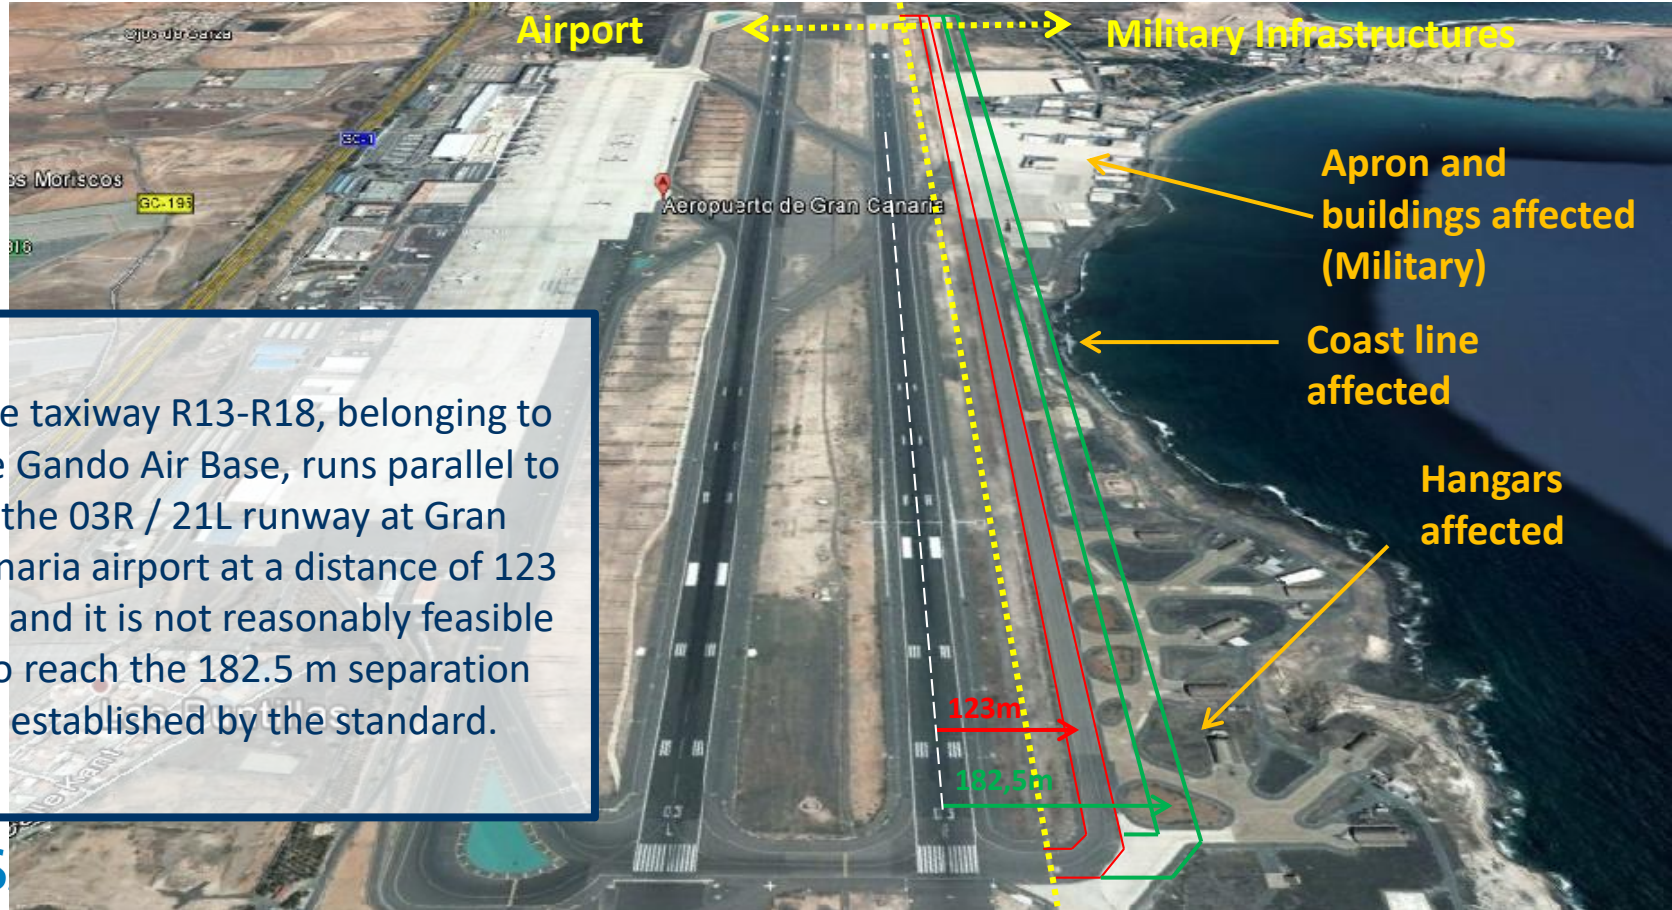 Airport
Military Infrastructures
GC-1
GC-195
Aeropuerto de Gran Canaria
Apron and
buildings affected
(Military)
Coast line
affected
Hangars
affected
e taxiway R13-R18, belonging to
e Gando Air Base, runs parallel to
the 03R / 21L runway at Gran
naria airport at a distance of 123
and it is not reasonably feasible
o reach the 182.5 m separation
established by the standard.
123m
182,5m